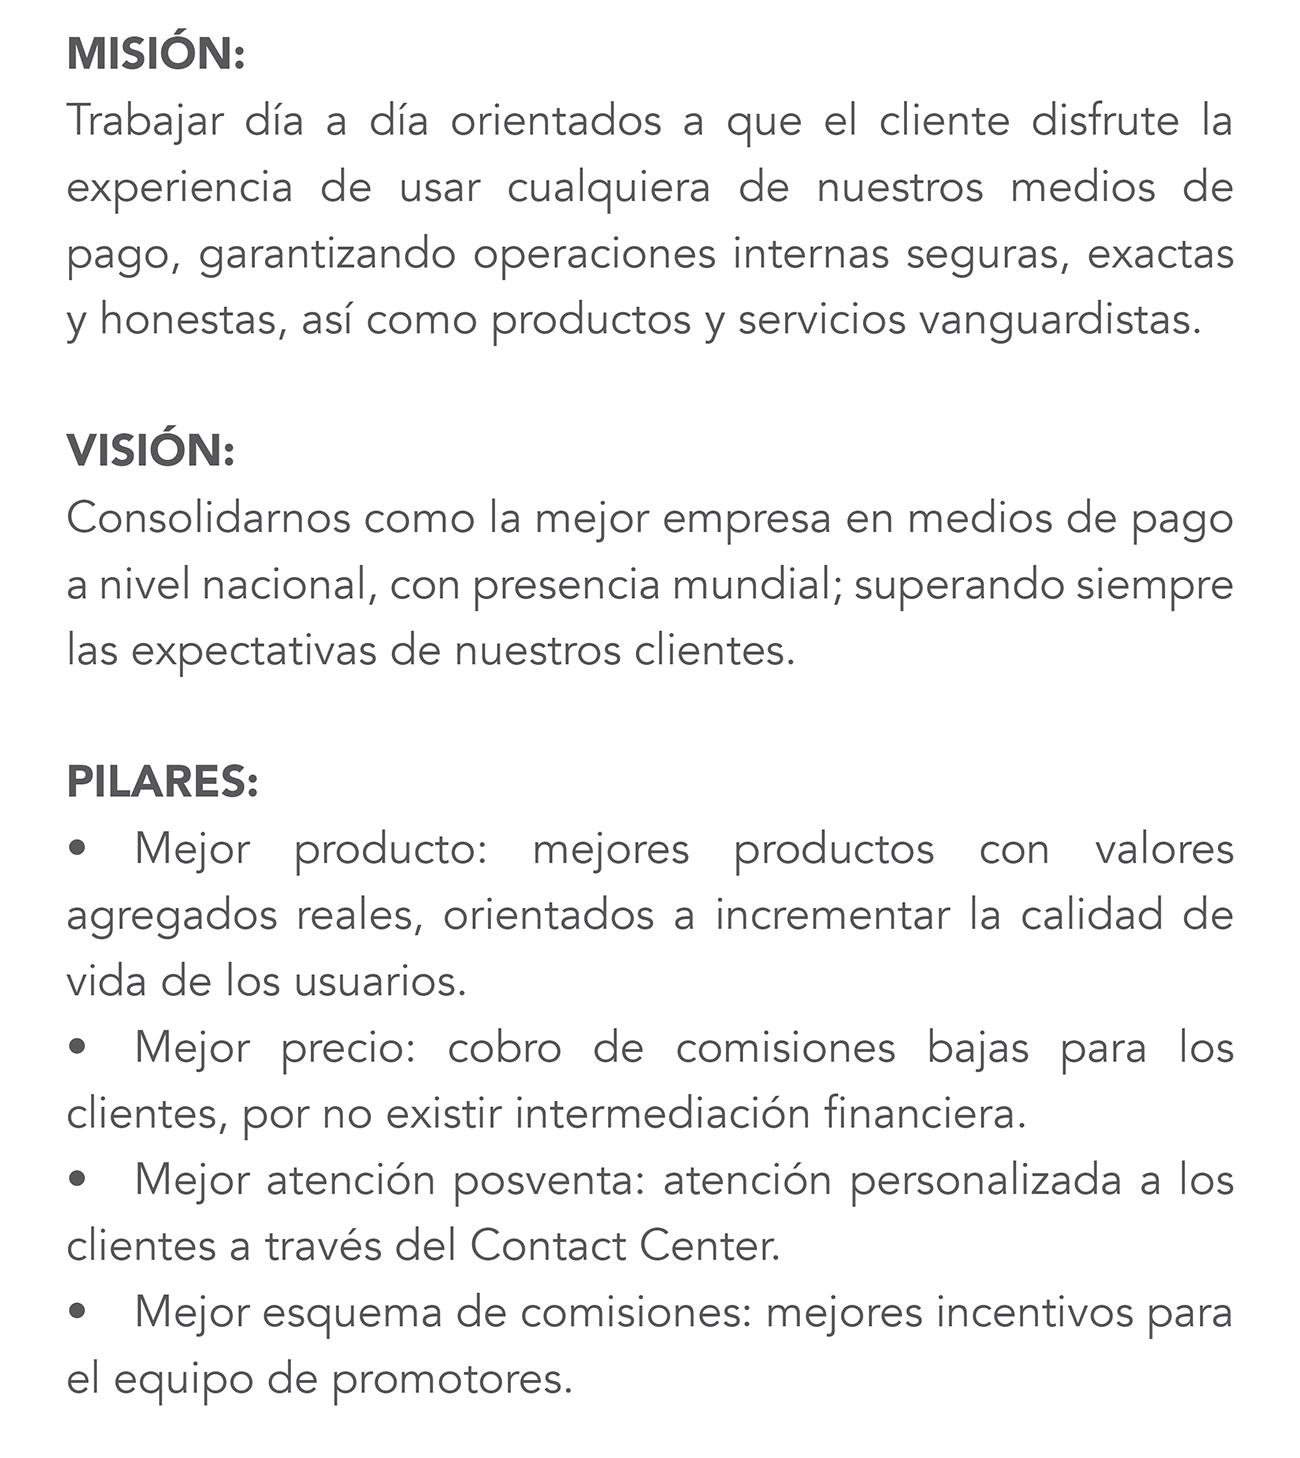 MISIÓN:
Trabajar día a día orientados a que el cliente disfrute la
experiencia de usar cualquiera de nuestros medios de
pago, garantizando operaciones internas seguras, exactas
y honestas, así como productos y servicios vanguardistas.
VISIÓN:
Consolidarnos como la mejor empresa en medios de pago
a nivel nacional, con presencia mundial; superando siempre
las expectativas de nuestros clientes.
PILARES:
• Mejor producto: mejores productos con valores
agregados reales, orientados a incrementar la calidad de
vida de los usuarios.
• Mejor precio: cobro de comisiones bajas para los
clientes, por no existir intermediación financiera.
• Mejor atención posventa: atención personalizada a los
clientes a través del Contact Center.
• Mejor esquema de comisiones: mejores incentivos para
el equipo de promotores.